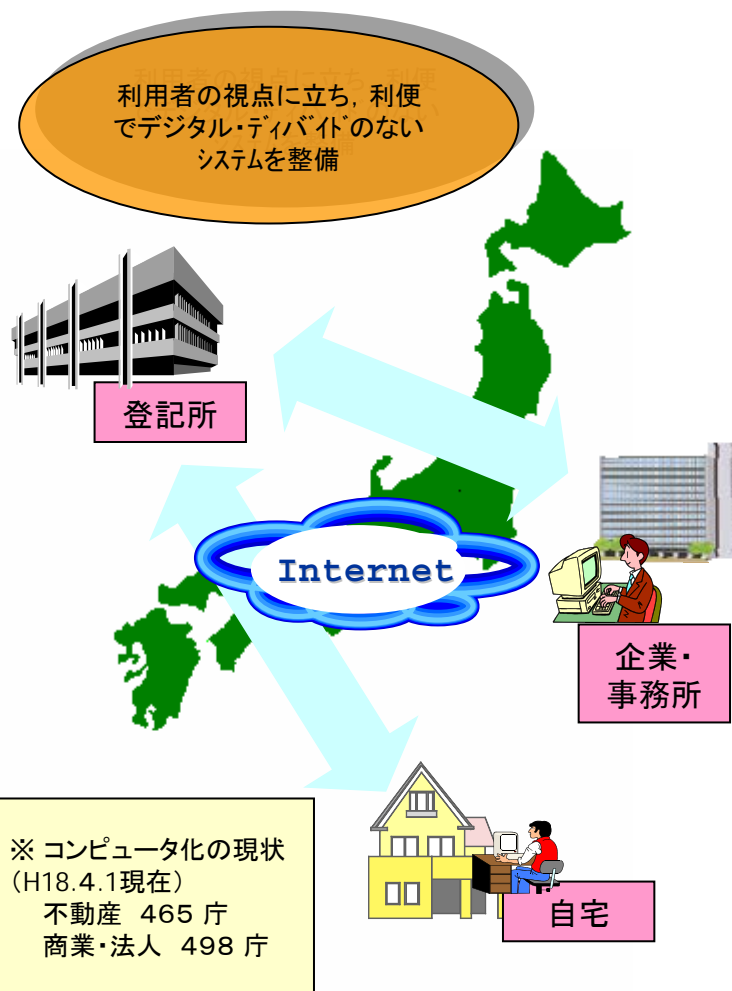 利用者の視点に立ち，利便
でデジタル・ディバイドのない
システムを整備
登記所
Internet
企業・
事務所
自宅
※ コンピュータ化の現状
（H18.4.1現在）
不動産　465 庁
商業・法人　498 庁